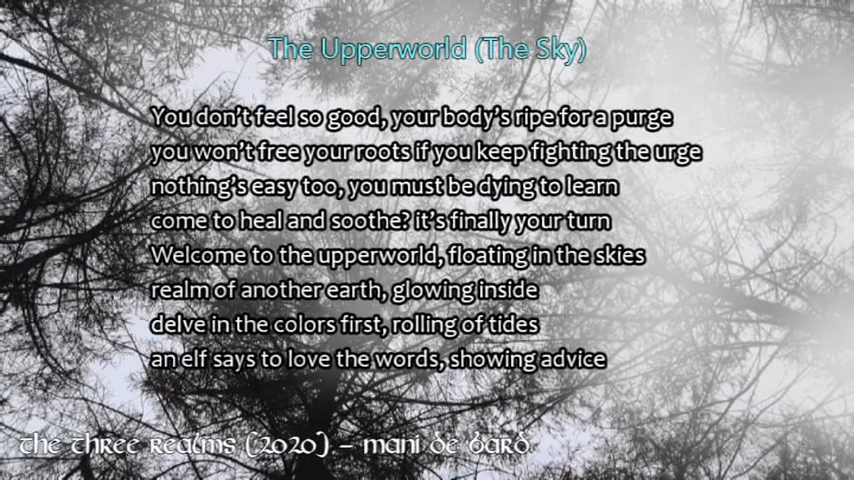 The Upperworld (The Sky)
You don't feel so good, your body's ripe for a purge
you won't free your roots if you keep fighting the urge
nothing's easy too, you must be dying to learn
come to heal and soothe? it's finally your turn
Welcome to the upperworld, floating in the skies
realm of another earth, glowing inside
delve in the colors first, rolling of tides
an elf says to love the words, showing advice
The Three Realms (2020) – Mani De Bard